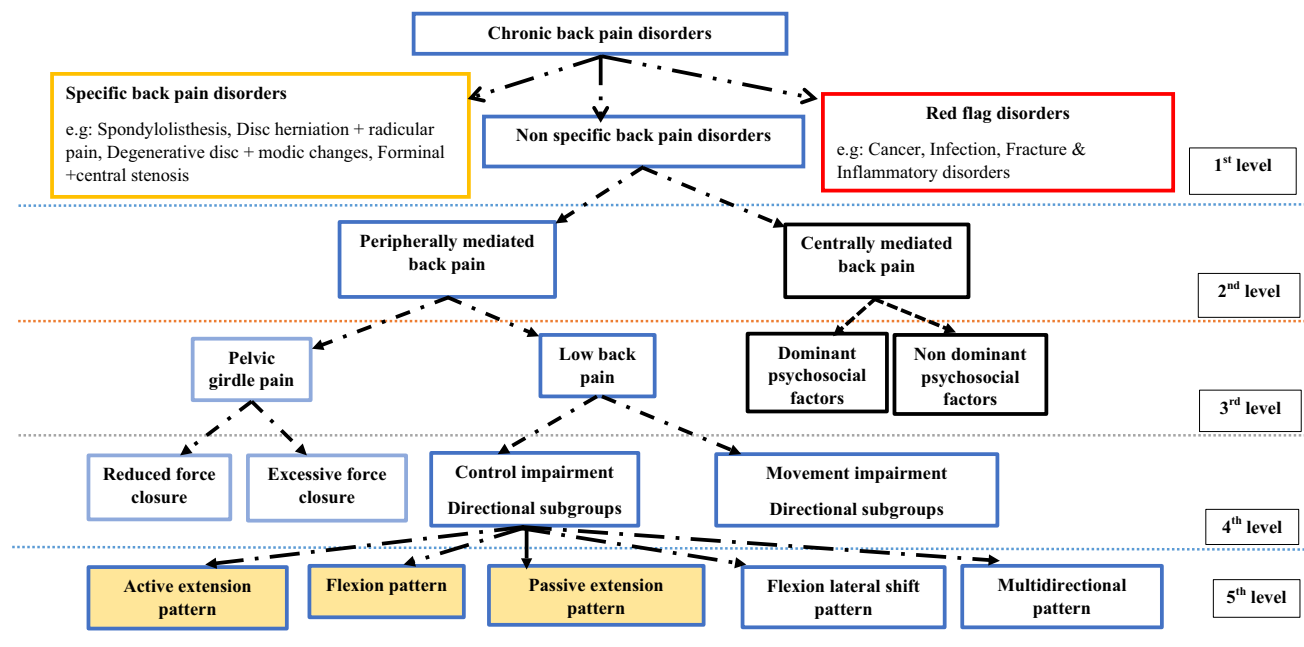 Chronic back pain disorders
Specific back pain disorders
e.g: Spondylolisthesis, Disc herniation + radicular
pain, Degenerative disc + modic changes, Forminal
+central stenosis
Non specific back pain disorders
Red flag disorders
e.g: Cancer, Infection, Fracture &
Inflammatory disorders
1st level
Peripherally mediated
back pain
Centrally mediated
back pain
2nd level
Pelvic
girdle pain
Low back
pain
Dominant
psychosocial
factors
Non dominant
psychosocial
factors
3rd level
Reduced force
closure
Excessive force
closure
Control impairment
Directional subgroups
Movement impairment
Directional subgroups
4th level
Active extension
pattern
Flexion pattern
Passive extension
pattern
Flexion lateral shift
pattern
Multidirectional
pattern
5th level